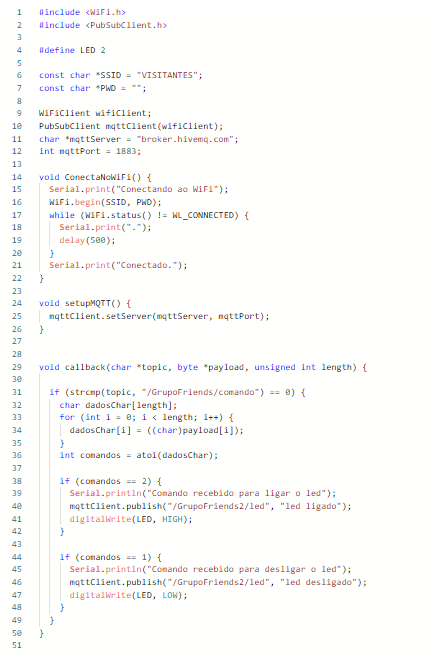 1 #include <WiFi.h>
2 #include <PubSubClient.h>
3
4 #define LED 2
5
6 const char *SSID = "VISITANTES";
7 const char *PWD = "";
8
9 WiFiClient wifiClient;
10 PubSubClient mqttClient(wifiClient);
11 char *mqttServer = "broker.hivemq.com";
12 int mqttPort = 1883;
13
14 void ConectaNoWiFi() {
15 Serial.print("Conectando ao WiFi");
16 WiFi.begin(SSID, PWD);
17 while (WiFi.status() != WL_CONNECTED) {
18 Serial.print(".");
19 delay(500);
20 }
21 Serial.print("Conectado.");
22 }
23
24 void setupMQTT() {
25 mqttClient.setServer(mqttServer, mqttPort);
26 }
27
28
29 void callback(char *topic, byte *payload, unsigned int length) {
30
31 if (strcmp(topic, "/GrupoFriends/comando") == 0) {
32 char dadosChar[length];
33 for (int i = 0; i < length; i++) {
34 dadosChar[i] = ((char)payload[i]);
35 }
36 int comandos = atoi(dadosChar);
37
38 if (comandos == 2) {
39 Serial.println("Comando recebido para ligar o led");
40 mqttClient.publish("/GrupoFriends2/led", "led ligado");
41 digitalWrite(LED, HIGH);
42 }
43
44 if (comandos == 1) {
45 Serial.println("Comando recebido para desligar o led");
46 mqttClient.publish("/GrupoFriends2/led", "led desligado");
47 digitalWrite(LED, LOW);
48 }
49 }
50 }
51